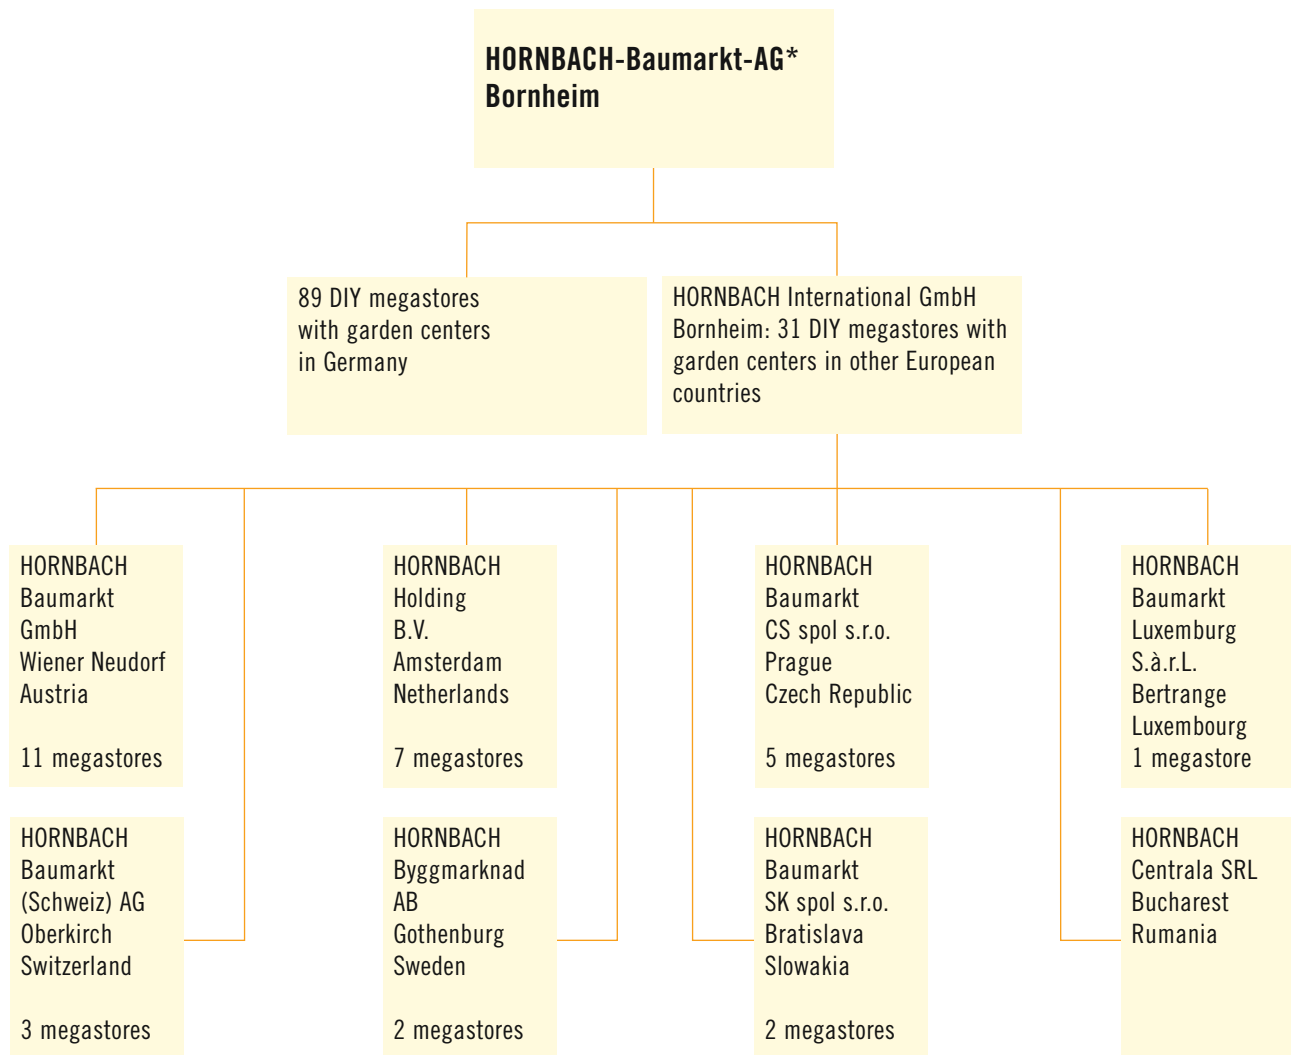 HORNBACH-Baumarkt-AG*
Bornheim
89 DIY megastores
with garden centers
in Germany
HORNBACH International GmbH
Bornheim: 31 DIY megastores with
garden centers in other European
countries
HORNBACH
Baumarkt
GmbH
Wiener Neudorf
Austria
11 megastores
HORNBACH
Holding
B.V.
Amsterdam
Netherlands
7 megastores
HORNBACH
Baumarkt
CS spol s.r.o.
Prague
Czech Republic
5 megastores
HORNBACH
Baumarkt
Luxemburg
S.à.r.L.
Bertrange
Luxembourg
1 megastore
HORNBACH
Baumarkt
(Schweiz) AG
Oberkirch
Switzerland
3 megastores
HORNBACH
Byggmarknad
AB
Gothenburg
Sweden
2 megastores
HORNBACH
Baumarkt
SK spol s.r.o.
Bratislava
Slowakia
2 megastores
HORNBACH
Centrala SRL
Bucharest
Rumania